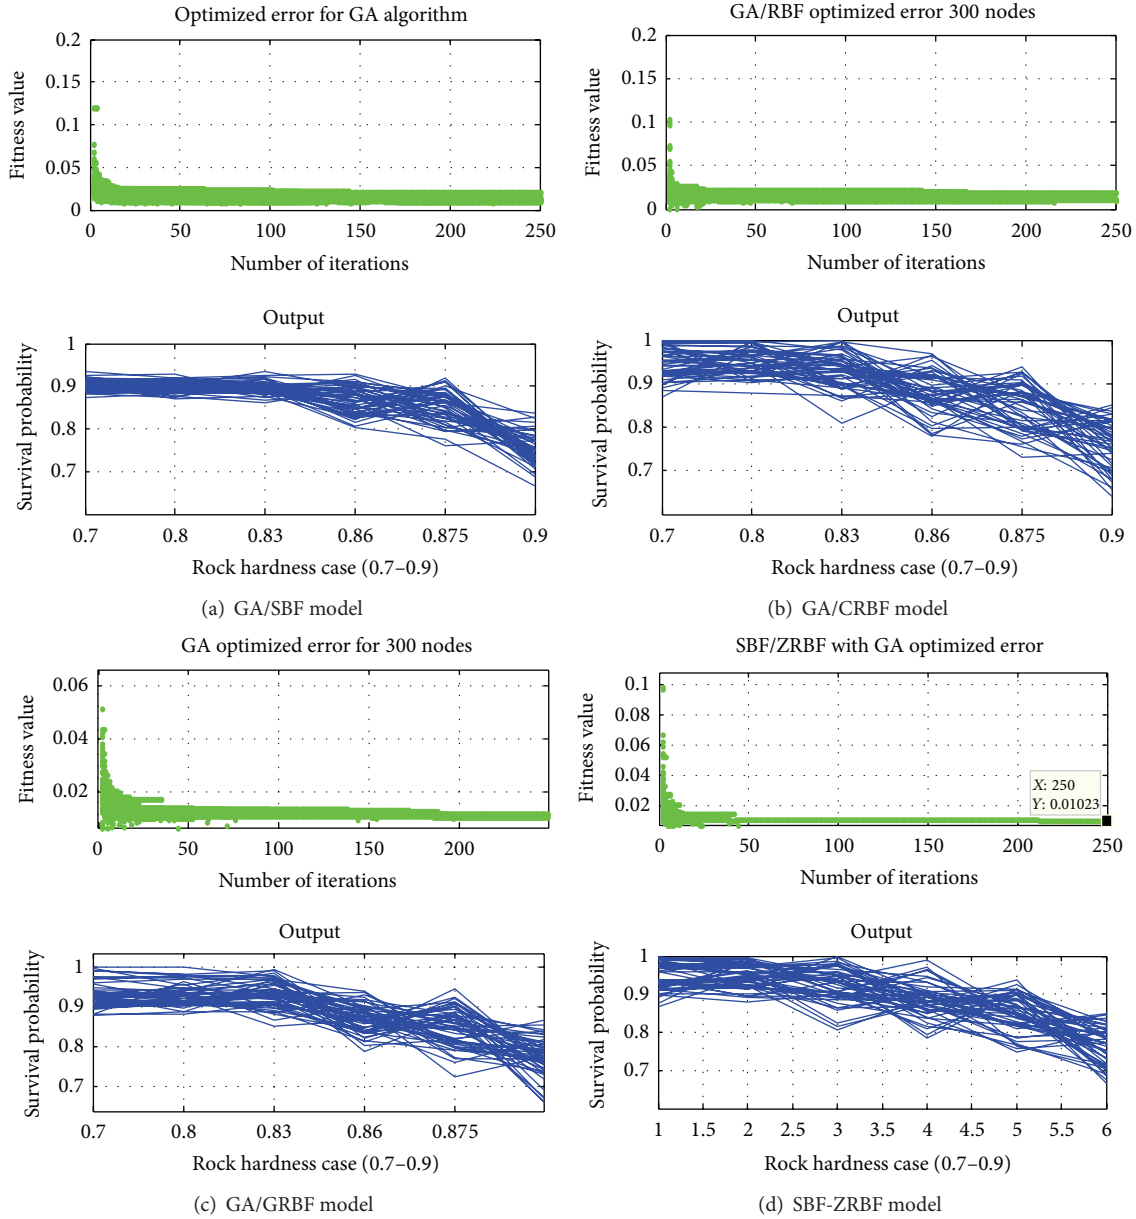 Optimized error for GA algorithm
0.2
0.15
0.1
0.05
0
Fitness value
0 50 100 150 200 250
Number of iterations
Output
1
0.9
0.8
0.7
Survival probability
0.7 0.8 0.83 0.86 0.875 0.9
Rock hardness case (0.7–0.9)
(a) GA/SBF model
GA/RBF optimized error 300 nodes
0.2
0.15
0.1
0.05
0
Fitness value
0 50 100 150 200 250
Number of iterations
Output
1
0.9
0.8
0.7
Survival probability
0.7 0.8 0.83 0.86 0.875 0.9
Rock hardness case (0.7–0.9)
(b) GA/CRBF model
GA optimized error for 300 nodes
0.06
0.04
0.02
Fitness value
0 50 100 150 200
Number of iterations
Output
1
0.9
0.8
0.7
Survival probability
0.7 0.8 0.83 0.86 0.875
Rock hardness case (0.7–0.9)
(c) GA/GRBF model
SBF/ZRBF with GA optimized error
0.1
0.08
0.06
0.04
0.02
Fitness value
X: 250
Y: 0.01023
0 50 100 150 200 250
Number of iterations
Output
1
0.9
0.8
0.7
Survival probability
1 1.5 2 2.5 3 3.5 4 4.5 5 5.5 6
Rock hardness case (0.7–0.9)
(d) SBF-ZRBF model